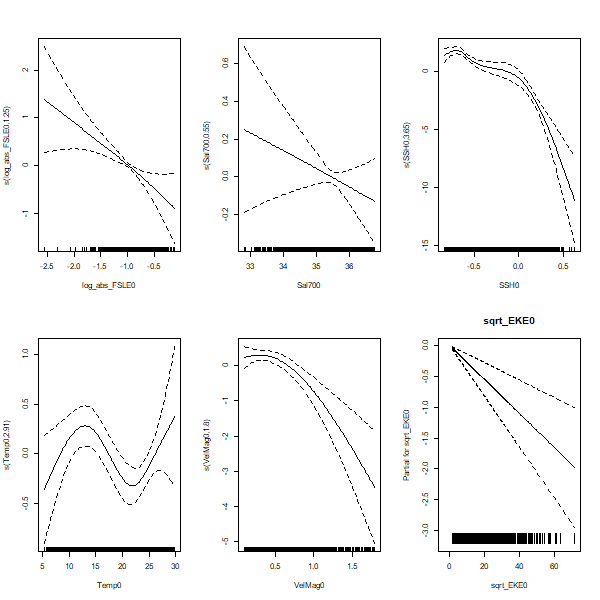 s(log_abs_FSLE0,1.25)
2
1
0
-1
-2.5 -2.0 -1.5 -1.0 -0.5
log_abs_FSLE0
s(Sal700,0.55)
0.6
0.4
0.2
0.0
-0.2
33 34 35 36
Sal700
s(SSH0,3.65)
0
-5
-10
-15
-0.5 0.0 0.5
SSH0
s(Temp0,2.91)
1.0
0.5
0.0
-0.5
5 10 15 20 25 30
Temp0
s(VelMag0,1.8)
0
-1
-2
-3
-4
-5
0.5 1.0 1.5
VelMag0
sqrt_EKE0
Partial for sqrt_EKE0
0.0
-0.5
-1.0
-1.5
-2.0
-2.5
-3.0
0 20 40 60
sqrt_EKE0